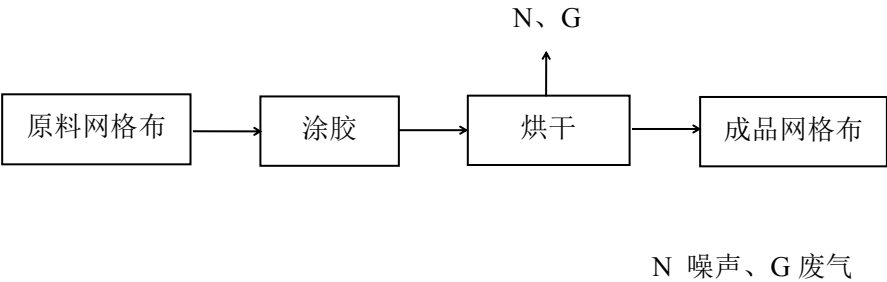 N、G
原料网格布
涂胶
烘干
成品网格布
N 噪声、G 废气